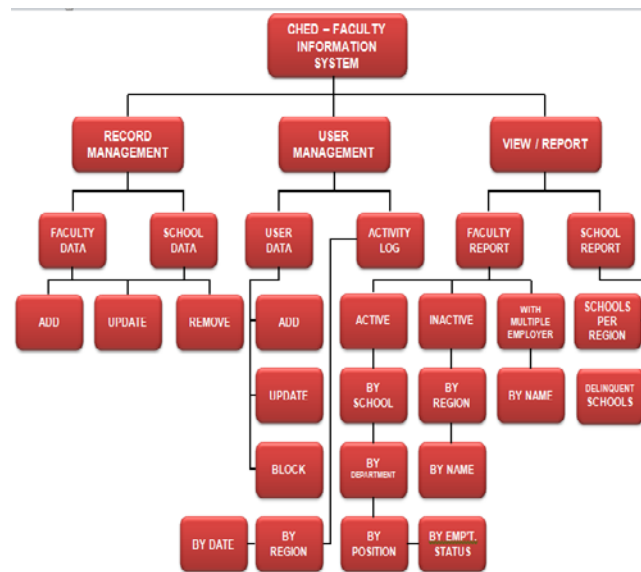 CHED – FACULTY
INFORMATION
SYSTEM
RECORD
MANAGEMENT
USER
MANAGEMENT
VIEW / REPORT
FACULTY
DATA
SCHOOL
DATA
USER
DATA
ACTIVITY
LOG
FACULTY
REPORT
SCHOOL
REPORT
ADD
UPDATE
REMOVE
ADD
ACTIVE
INACTIVE
WITH
MULTIPLE
EMPLOYER
SCHOOLS
PER
REGION
UPDATE
BY
SCHOOL
BY
REGION
BY NAME
DELINQUENT
SCHOOLS
BLOCK
BY
DEPARTMENT
BY NAME
BY DATE
BY
REGION
BY
POSITION
BY EMP'T.
STATUS